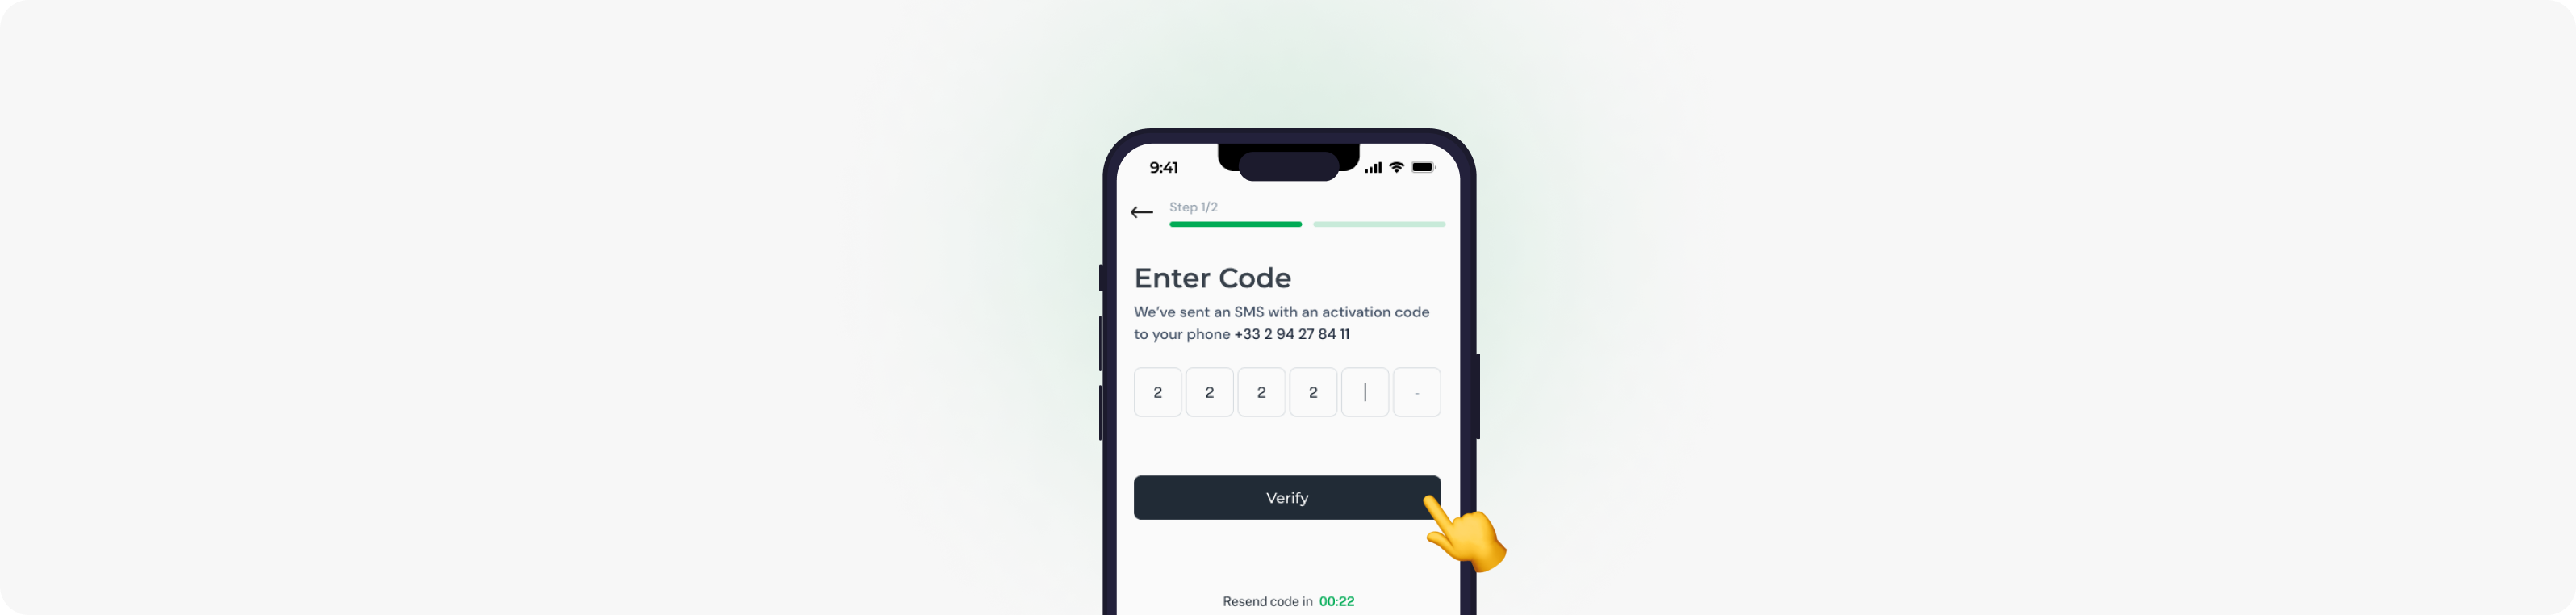 9:41
Step 1/2
Enter Code
We’ve sent an SMS with an activation code
to your phone +33 2 94 27 84 11
2 2 2 2 | -
Verify
Resend code in 00:22